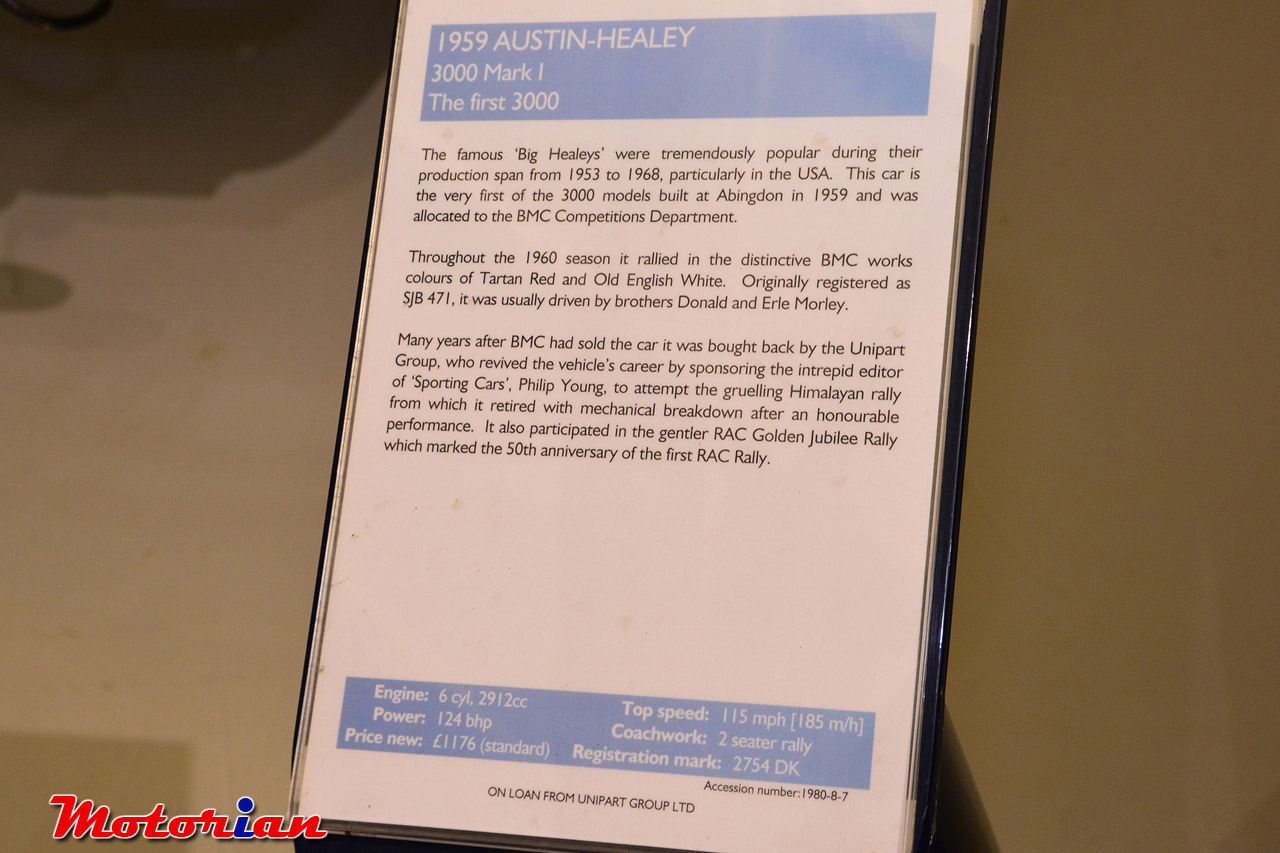 1959 AUSTIN-HEALEY
3000 Mark I
The first 3000
The famous ‘Big Healeys’ were tremendously popular during their
production span from 1953 to 1968, particularly in the USA. This car is
the very first of the 3000 models built at Abingdon in 1959 and was
allocated to the BMC Competitions Department.
Throughout the 1960 season it rallied in the distinctive BMC works
colours of Tartan Red and Old English White. Originally registered as
SJB 471, it was usually driven by brothers Donald and Erle Morley.
Many years after BMC had sold the car it was bought back by the Unipart
Group, who revived the vehicle’s career by sponsoring the intrepid editor
of ‘Sporting Cars’, Philip Young, to attempt the gruelling Himalayan rally
from which it retired with mechanical breakdown after an honourable
performance. It also participated in the gentler RAC Golden Jubilee Rally
which marked the 50th anniversary of the first RAC Rally.
Engine: 6 cyl, 2912cc
Power: 124 bhp
Price new: £1176 (standard)
Top speed: 115 mph [185 m/h]
Coachwork: 2 seater rally
Registration mark: 2754 DK
Accession number:1980-8-7
ON LOAN FROM UNIPART GROUP LTD
Motorian